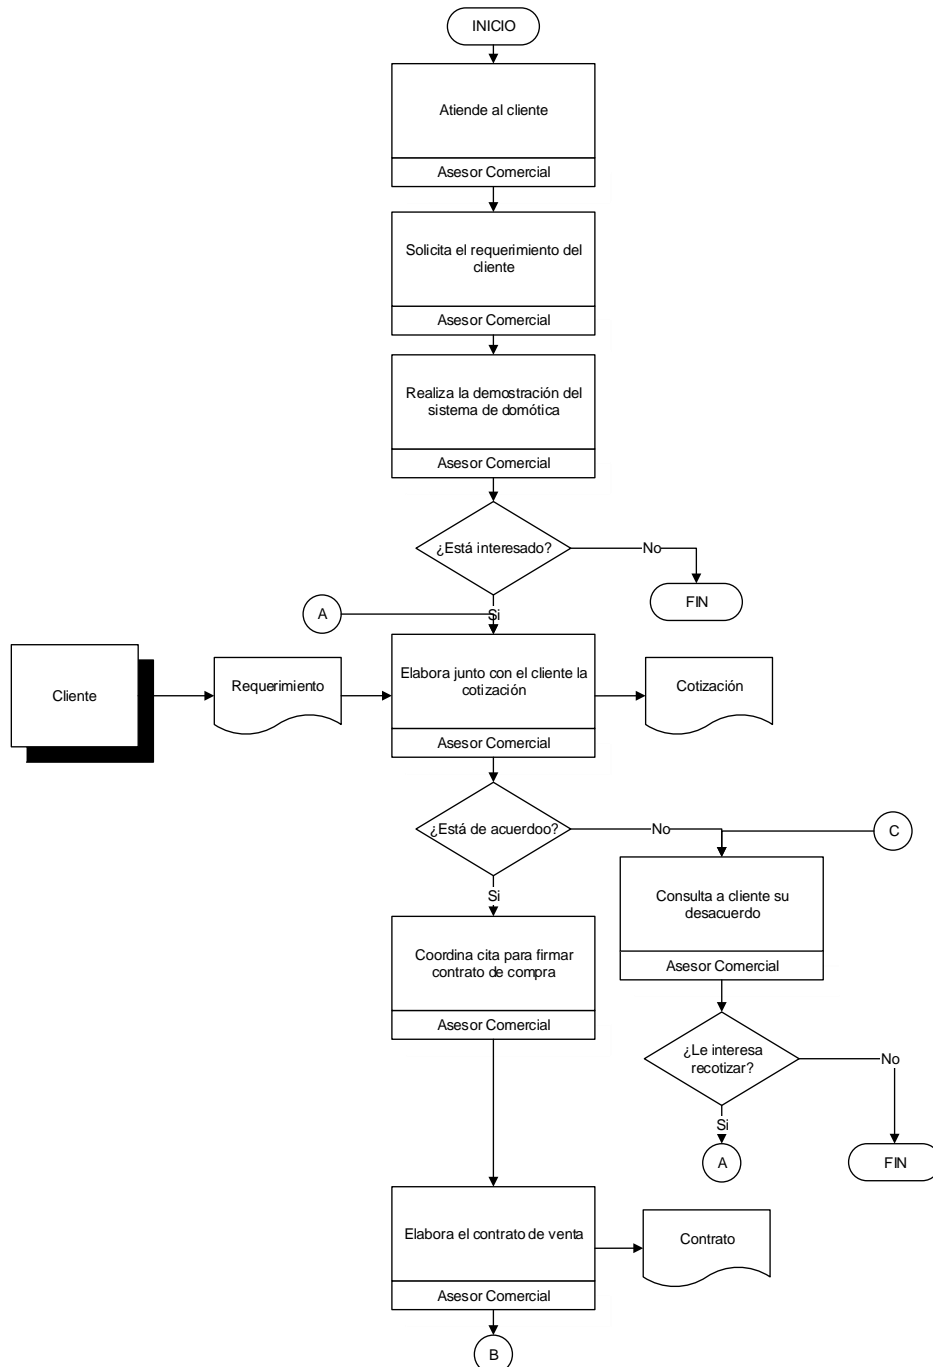 INICIO
Atiende al cliente
Asesor Comercial
Solicita el requerimiento del
cliente
Asesor Comercial
Realiza la demostración del
sistema de domótica
Asesor Comercial
¿Está interesado?
No
FIN
Si
A
Cliente
Requerimiento
Elabora junto con el cliente la
cotización
Asesor Comercial
Cotización
¿Está de acuerdoo?
No
C
Si
Consulta a cliente su
desacuerdo
Asesor Comercial
Coordina cita para firmar
contrato de compra
Asesor Comercial
¿Le interesa
recotizar?
No
Si
A
FIN
Elabora el contrato de venta
Asesor Comercial
Contrato
B